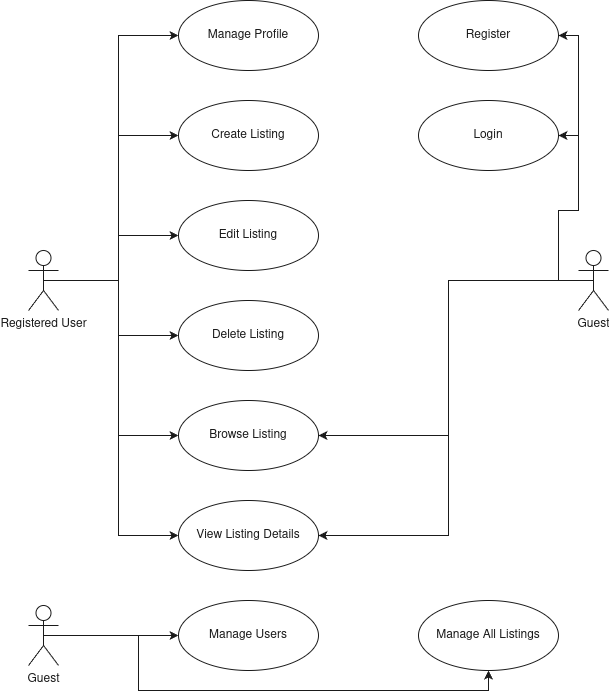 Manage Profile
Register
Create Listing
Login
Edit Listing
Registered User
Guest
Delete Listing
Browse Listing
View Listing Details
Manage Users
Manage All Listings
Guest